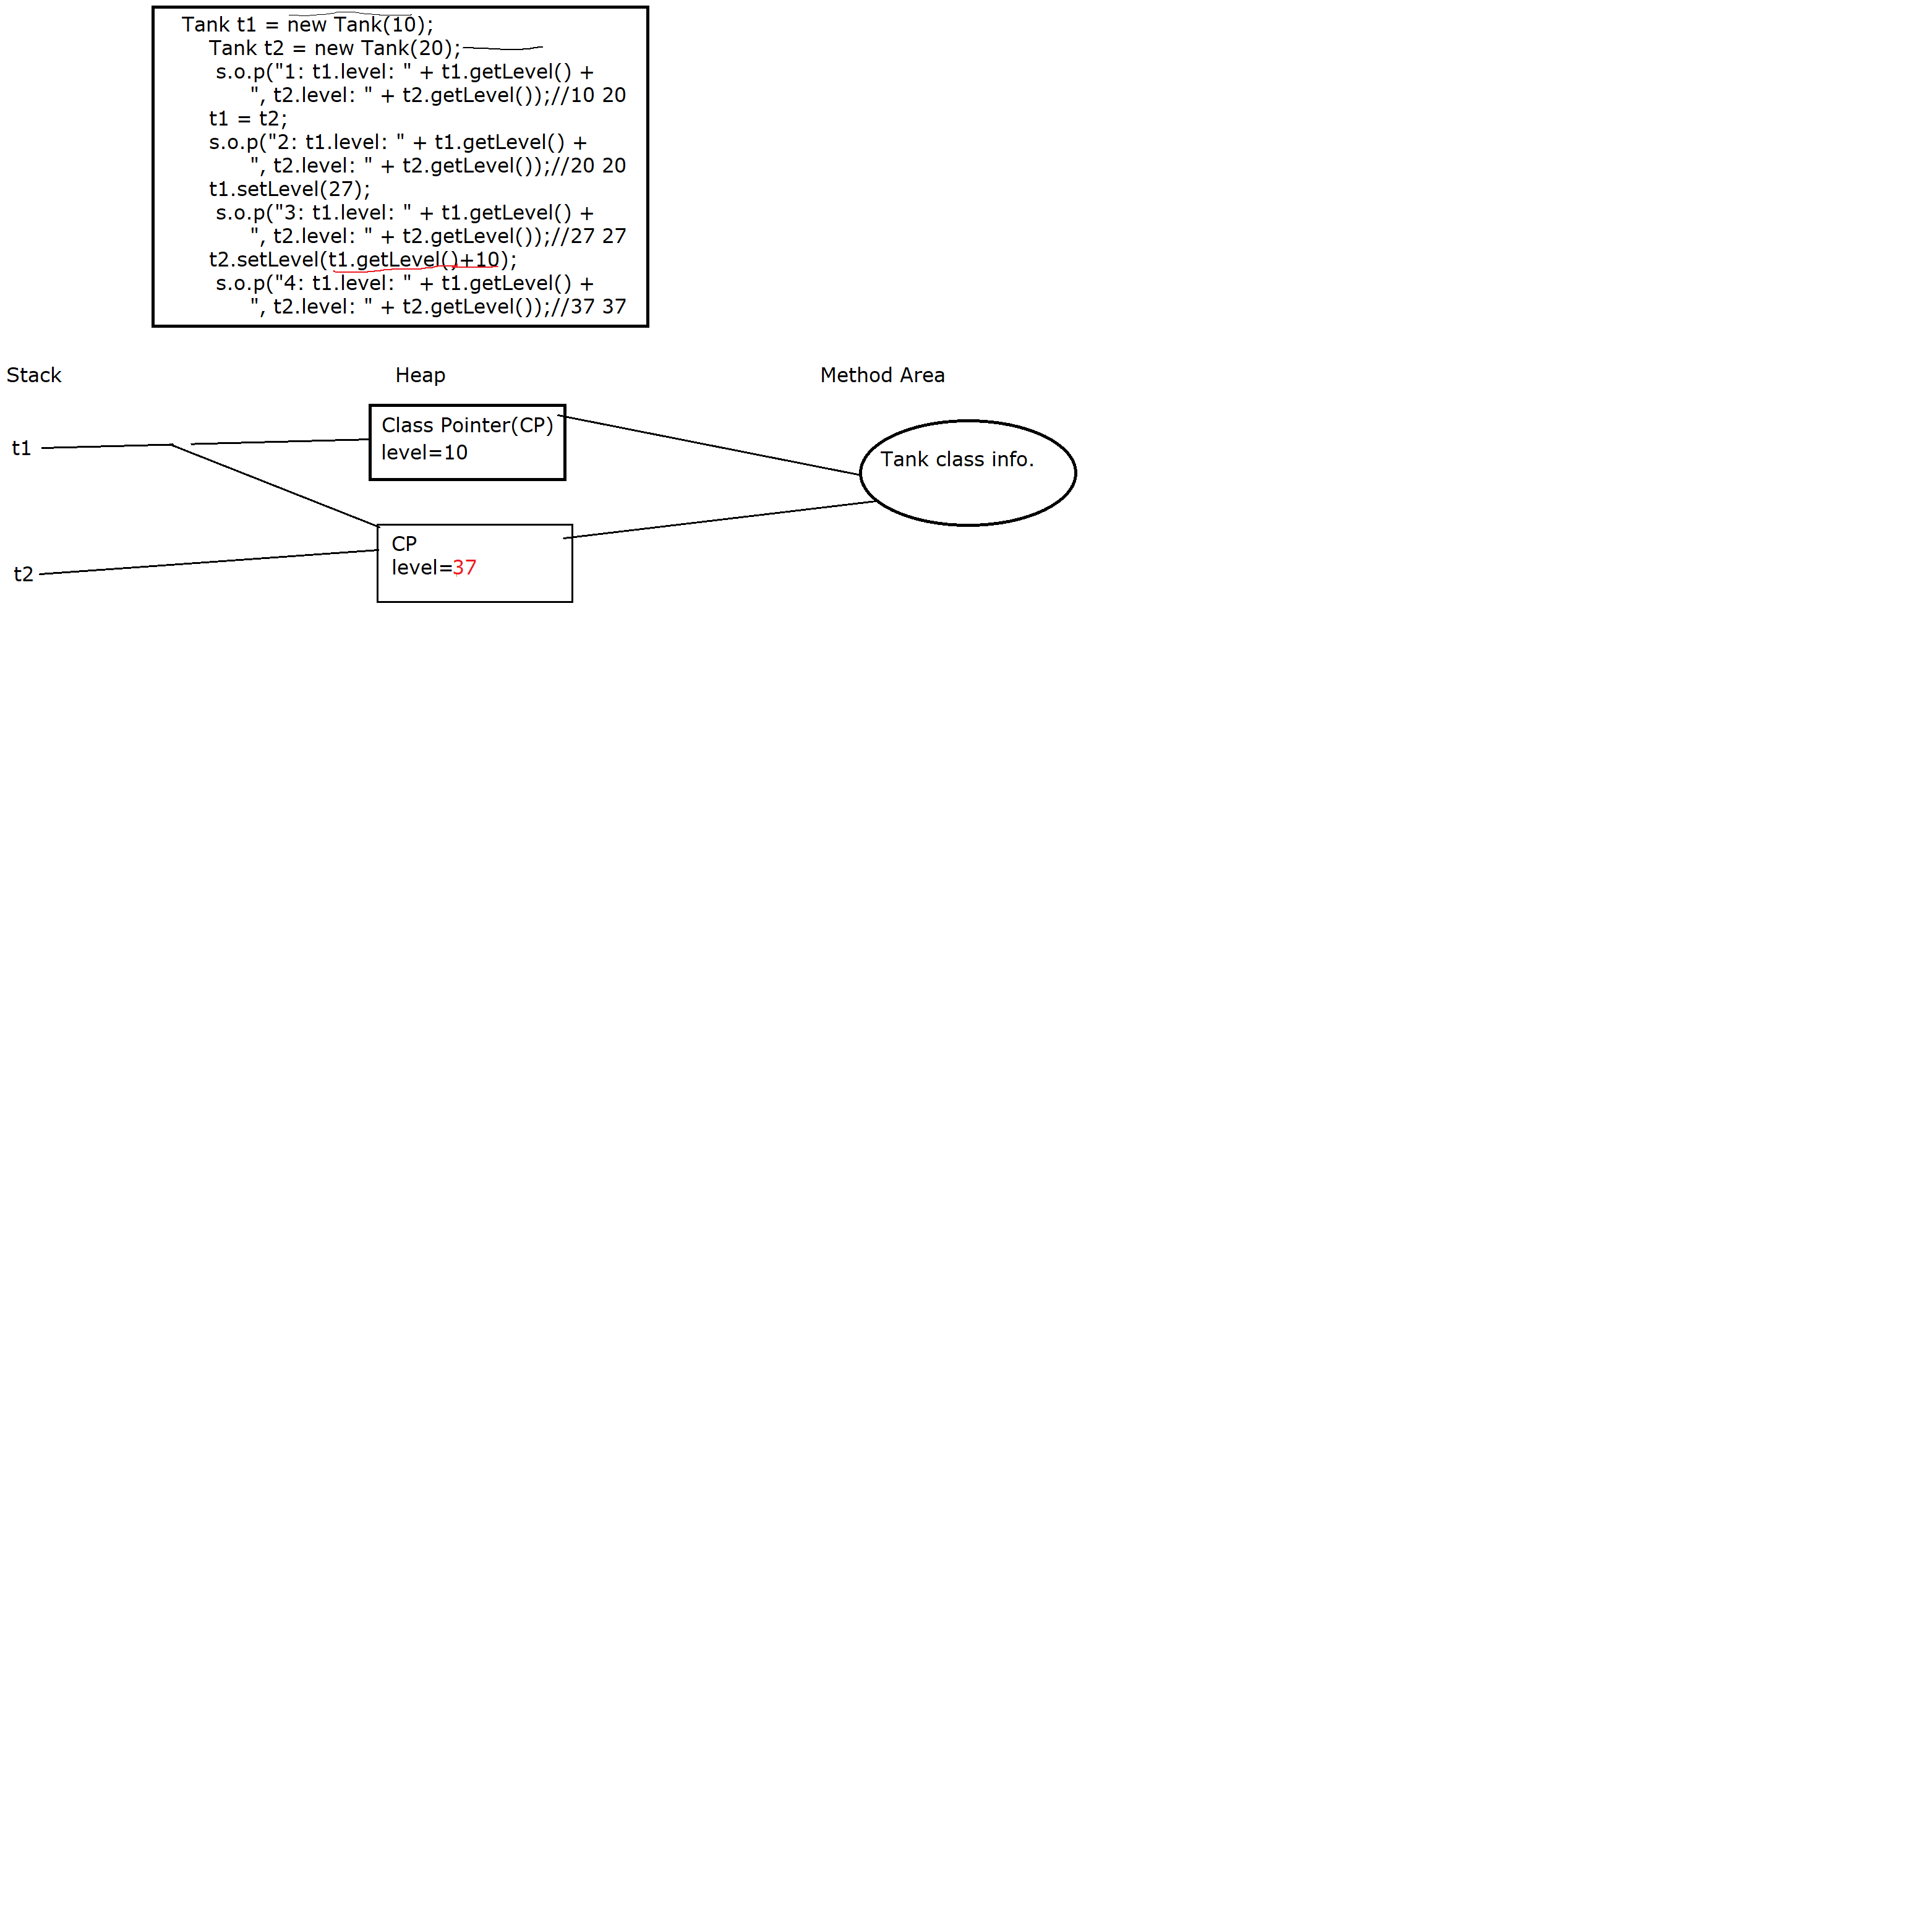 Tank t1 = new Tank(10);
Tank t2 = new Tank(20);
s.o.p("1: t1.level: " + t1.getLevel() +
", t2.level: " + t2.getLevel());//10 20
t1 = t2;
s.o.p("2: t1.level: " + t1.getLevel() +
", t2.level: " + t2.getLevel());//20 20
t1.setLevel(27);
s.o.p("3: t1.level: " + t1.getLevel() +
", t2.level: " + t2.getLevel());//27 27
t2.setLevel(t1.getLevel()+10);
s.o.p("4: t1.level: " + t1.getLevel() +
", t2.level: " + t2.getLevel());//37 37
Stack
Heap
Method Area
t1
Class Pointer(CP)
level=10
Tank class info.
t2
CP
level=37